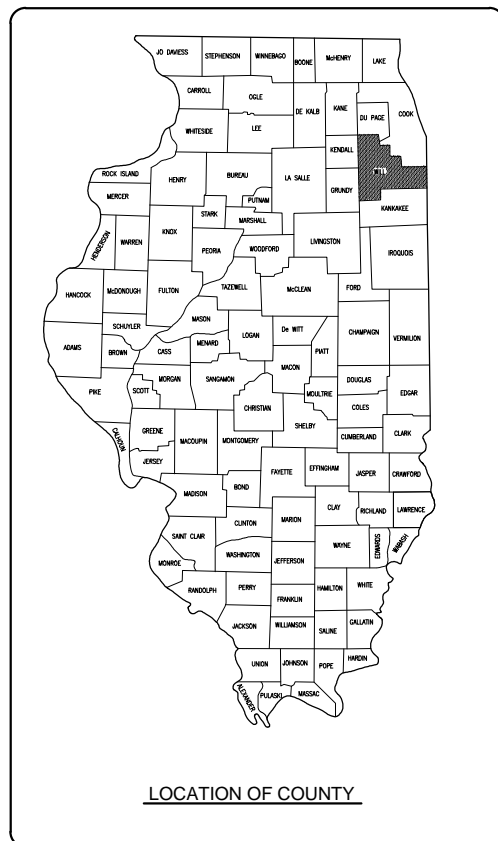 JO DAVIESS
STEPHENSON
WINNEBAGO
BOONE
McHENRY
LAKE
CARROLL
OGLE
DE KALB
KANE
DU PAGE
COOK
WHITESIDE
LEE
KENDALL
WILL
ROCK ISLAND
HENRY
BUREAU
LA SALLE
GRUNDY
MERCER
PUTNAM
KANKAKEE
STARK
MARSHALL
HENDERSON
WARREN
KNOX
PEORIA
WOODFORD
LIVINGSTON
IROQUOIS
HANCOCK
McDONOUGH
FULTON
TAZEWELL
McCLEAN
FORD
SCHUYLER
MASON
LOGAN
De WITT
CHAMPAIGN
VERMILION
ADAMS
BROWN
CASS
MENARD
PIATT
MACON
PIKE
SCOTT
MORGAN
SANGAMON
MOULTRIE
DOUGLAS
EDGAR
CHRISTIAN
COLES
CALHOUN
GREENE
MACOUPIN
MONTGOMERY
SHELBY
CUMBERLAND
CLARK
JERSEY
FAYETTE
EFFINGHAM
JASPER
CRAWFORD
MADISON
BOND
CLAY
RICHLAND
LAWRENCE
SAINT CLAIR
CLINTON
MARION
WAYNE
EDWARDS
WABASH
MONROE
WASHINGTON
JEFFERSON
RANDOLPH
PERRY
FRANKLIN
HAMILTON
WHITE
JACKSON
WILLIAMSON
SALINE
GALLATIN
UNION
JOHNSON
POPE
HARDIN
ALEXANDER
PULASKI
MASSAC
LOCATION OF COUNTY